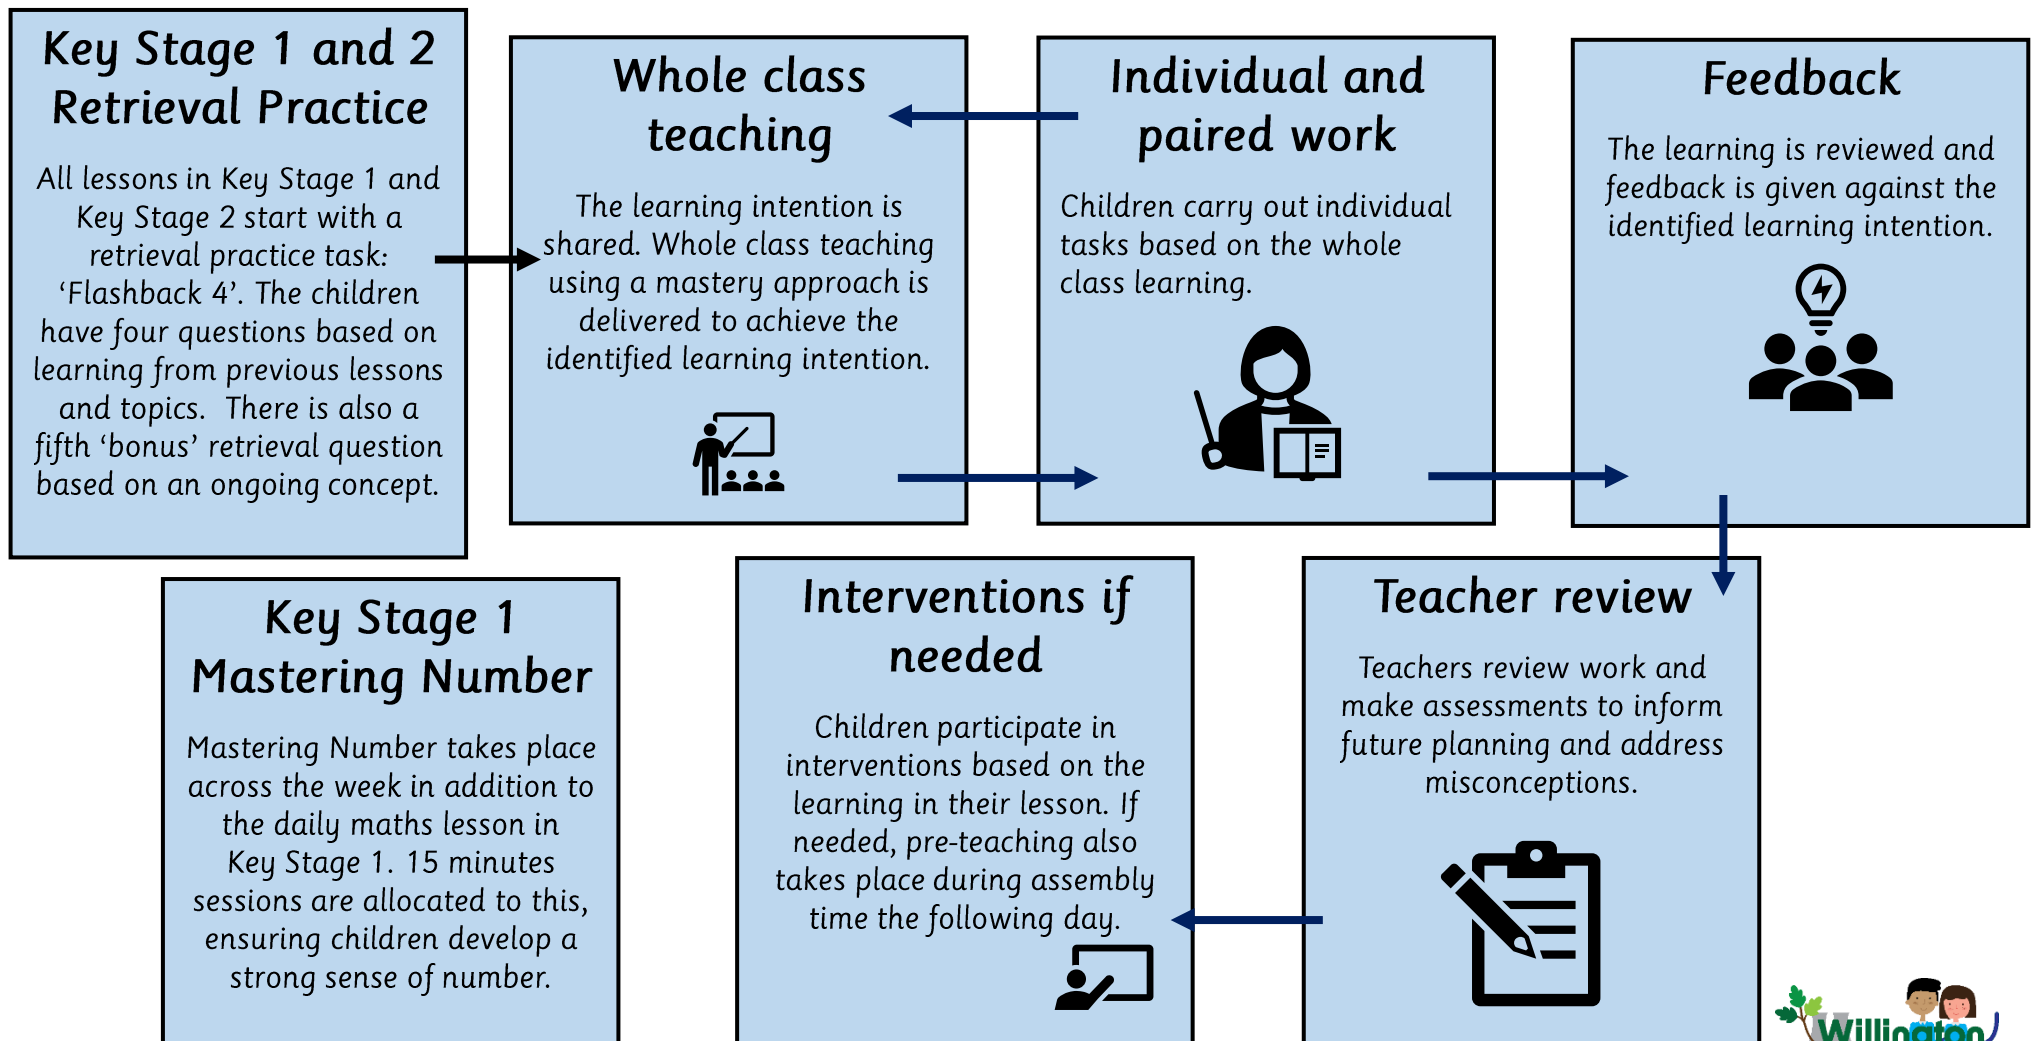 Key Stage 1 and 2
Retrieval Practice
All lessons in Key Stage 1 and
Key Stage 2 start with a
retrieval practice task:
‘Flashback 4’. The children
have four questions based on
learning from previous lessons
and topics.  There is also a
fifth ‘bonus’ retrieval question
based on an ongoing concept.
Whole class
teaching
The learning intention is
shared. Whole class teaching
using a mastery approach is
delivered to achieve the
identified learning intention.
Individual and
paired work
Children carry out individual
tasks based on the whole
class learning.
Feedback
The learning is reviewed and
feedback is given against the
identified learning intention.
Key Stage 1
Mastering Number
Mastering Number takes place
across the week in addition to
the daily maths lesson in
Key Stage 1. 15 minutes
sessions are allocated to this,
ensuring children develop a
strong sense of number.
Interventions if
needed
Children participate in
interventions based on the
learning in their lesson. If
needed, pre-teaching also
takes place during assembly
time the following day.
Teacher review
Teachers review work and
make assessments to inform
future planning and address
misconceptions.
Willington